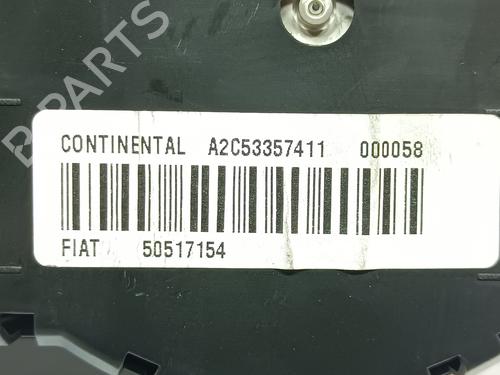 B-PARTS
CONTINENTAL A2C53357411 000058
FIAT 50517154